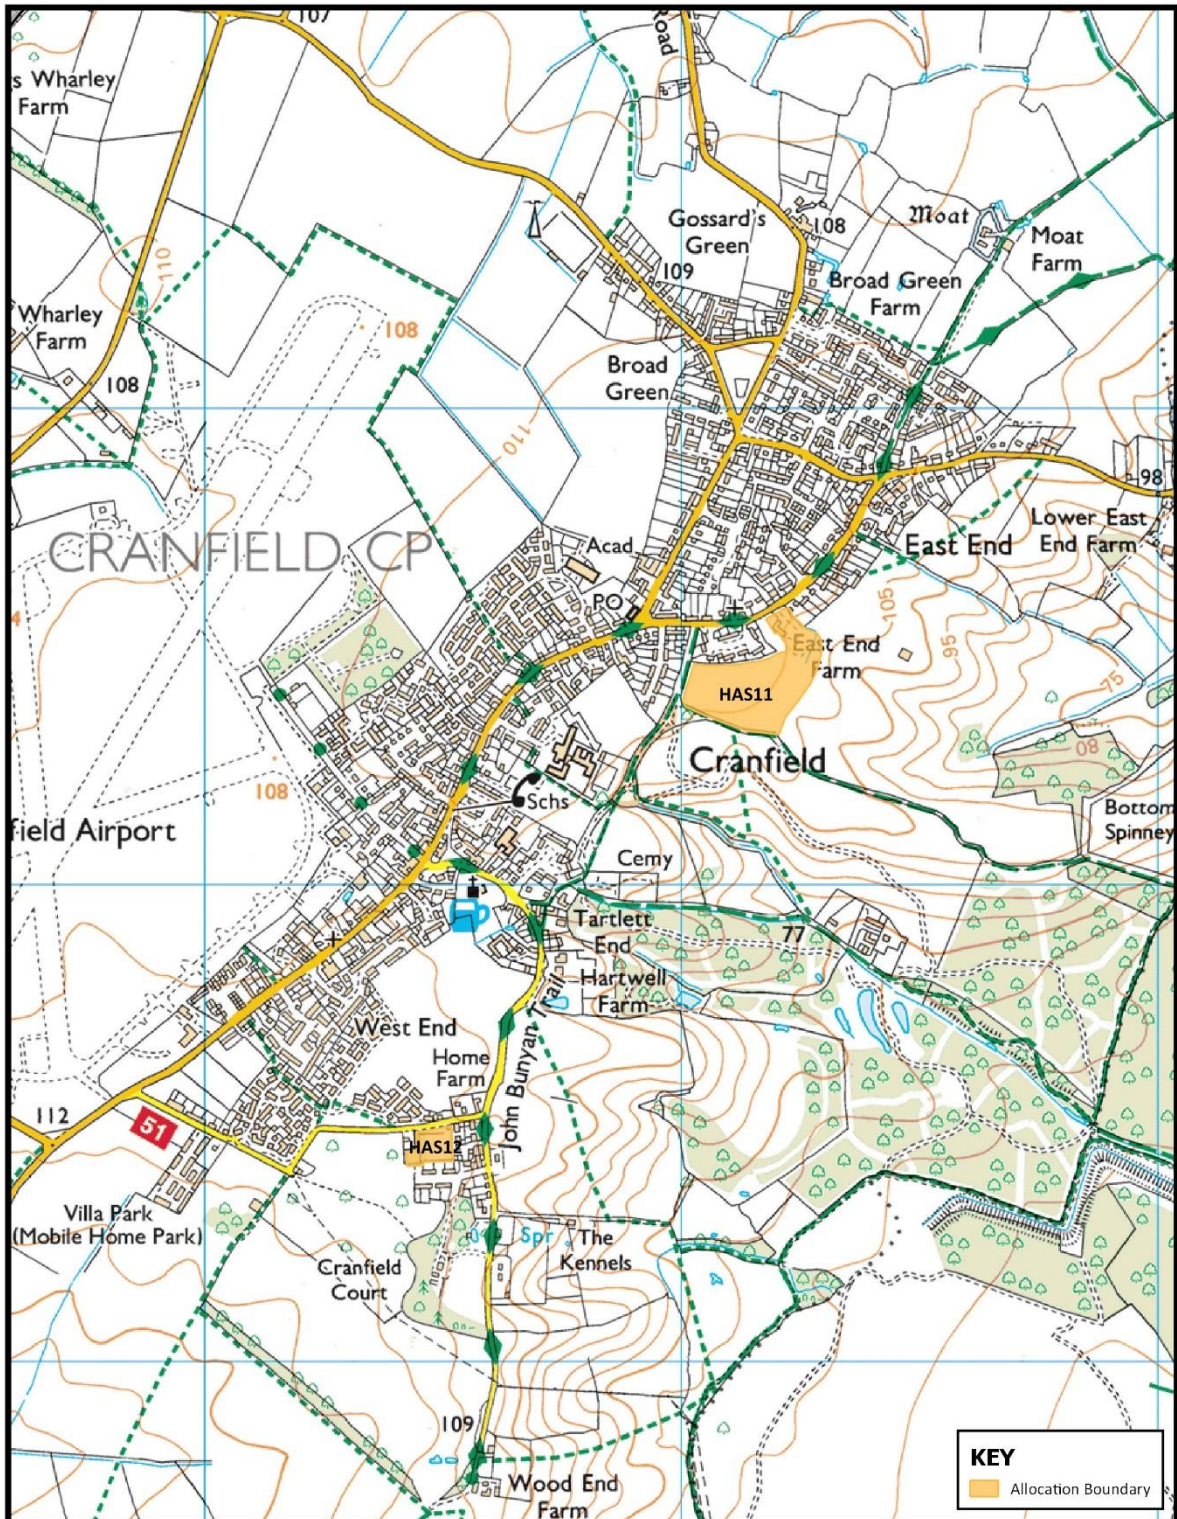 107
Road
s Wharley
Farm
Gossard's
Green
108
Moat
Moat
Farm
109
110
Broad Green
Farm
Wharley
Farm
108
108
Broad
Green
110
98
Lower East
End Farm
CRANFIELD CP
Acad
East End
PO
105
95
East End
Farm
75
HAS11
80
Cranfield
108
Schs
Bottom
Spinney
field Airport
Cemy
Tartlett
End
77
Hartwell
Farm
West End
Home
Farm
John Bunyan Trail
112
51
HAS12
Villa Park
(Mobile Home Park)
Spr
The
Kennels
Cranfield
Court
109
Wood End
Farm
KEY
Allocation Boundary